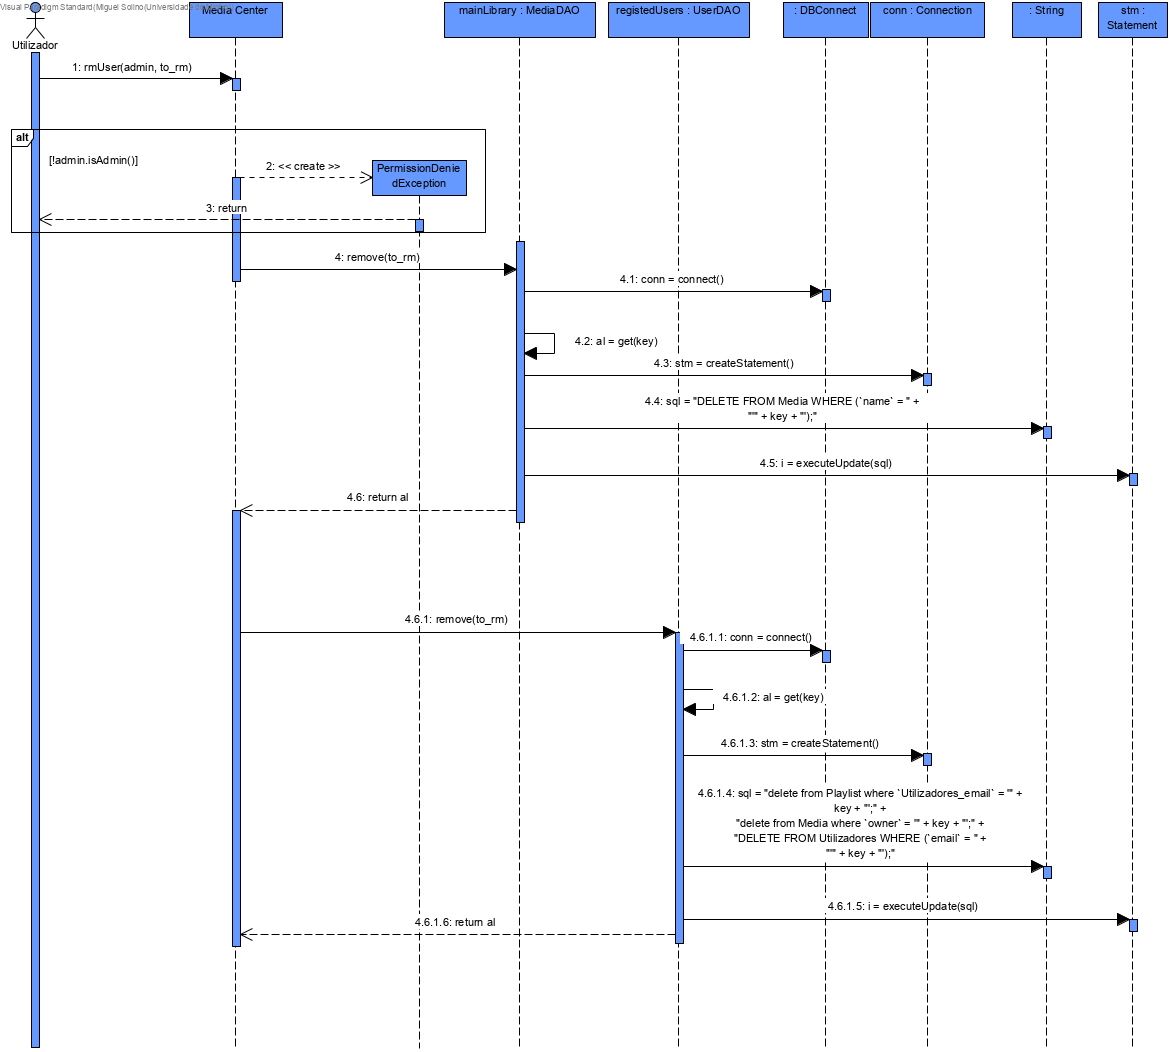 Visual Paradigm Standard(Miguel Solino(Universidade
Media Center
mainLibrary : MediaDAO
registedUsers : UserDAO
: DBConnect
conn : Connection
: String
stm :
Statement
Utilizador
1: rmUser(admin, to_rm)
alt
[!admin.isAdmin()]
2: << create >>
PermissionDenie
dException
3: return
4: remove(to_rm)
4.1: conn = connect()
4.2: al = get(key)
4.3: stm = createStatement()
4.4: sql = "DELETE FROM Media WHERE (`name` = " +
"'" + key + "');"
4.5: i = executeUpdate(sql)
4.6: return al
4.6.1: remove(to_rm)
4.6.1.1: conn = connect()
4.6.1.2: al = get(key)
4.6.1.3: stm = createStatement()
4.6.1.4: sql = "delete from Playlist where `Utilizadores_email` = '" +
key + "';" +
"delete from Media where `owner` = '" + key + "';" +
"DELETE FROM Utilizadores WHERE (`email` = " +
"'" + key + "');"
4.6.1.5: i = executeUpdate(sql)
4.6.1.6: return al